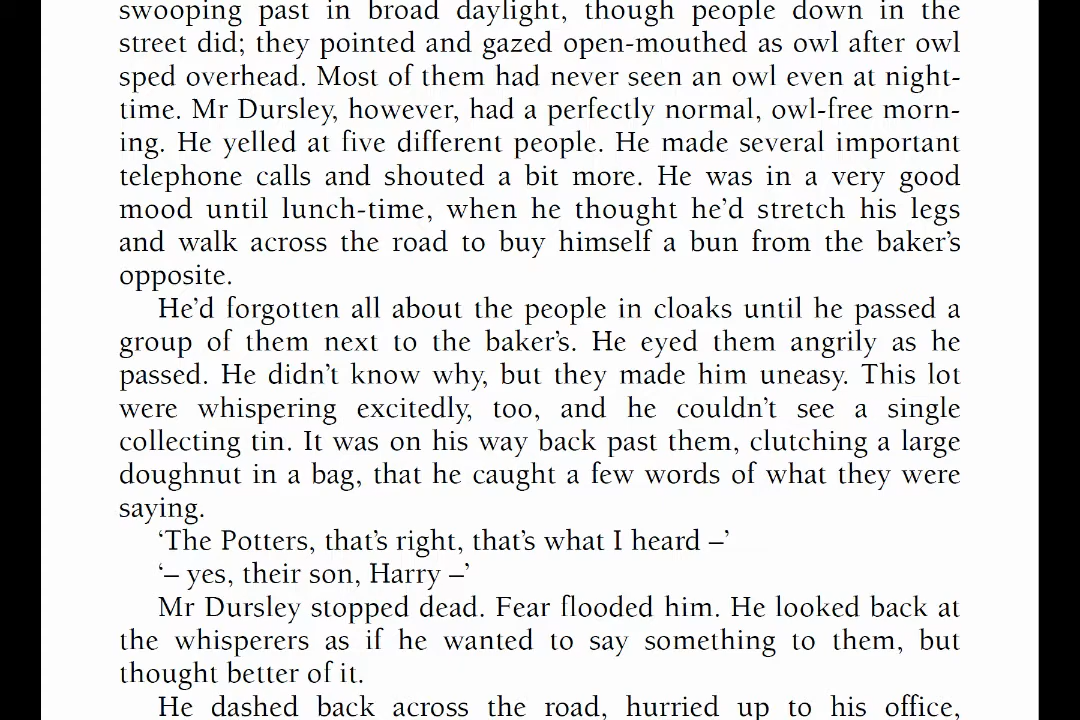 swooping past in broad daylight, though people down in the
street did; they pointed and gazed open-mouthed as owl after owl
sped overhead. Most of them had never seen an owl even at night-
time. Mr Dursley, however, had a perfectly normal, owl-free morn-
ing. He yelled at five different people. He made several important
telephone calls and shouted a bit more. He was in a very good
mood until lunch-time, when he thought he’d stretch his legs
and walk across the road to buy himself a bun from the baker’s
opposite.
He’d forgotten all about the people in cloaks until he passed a
group of them next to the baker’s. He eyed them angrily as he
passed. He didn’t know why, but they made him uneasy. This lot
were whispering excitedly, too, and he couldn’t see a single
collecting tin. It was on his way back past them, clutching a large
doughnut in a bag, that he caught a few words of what they were
saying.
‘The Potters, that’s right, that’s what I heard –’
‘– yes, their son, Harry –’
Mr Dursley stopped dead. Fear flooded him. He looked back at
the whisperers as if he wanted to say something to them, but
thought better of it.
He dashed back across the road, hurried up to his office,